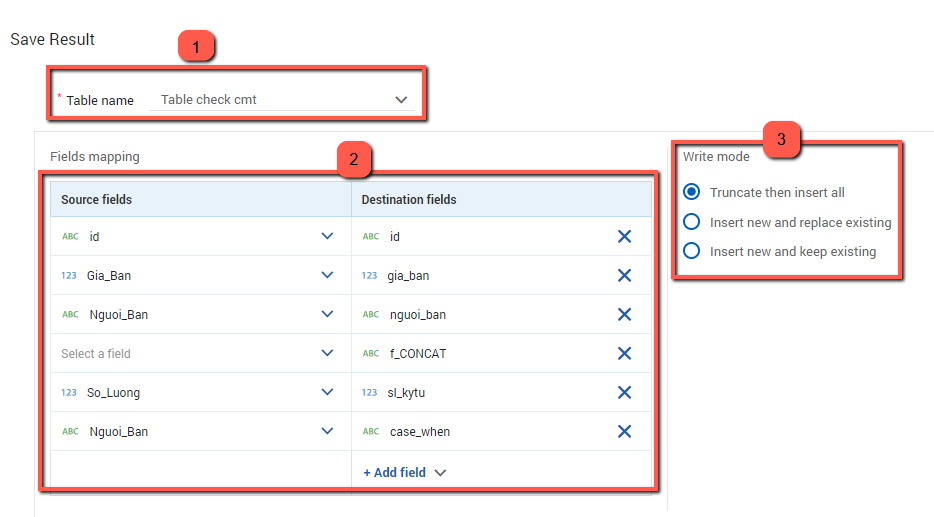 Save Result
1
* Table name Table check cmt
Fields mapping
2
3
Write mode
Source fields Destination fields
Truncate then insert all
Insert new and replace existing
Insert new and keep existing
ABC id ABC id
123 Gia_Ban 123 gia_ban
ABC Nguoi_Ban ABC nguoi_ban
Select a field ABC f_CONCAT
123 So_Luong 123 sl_kytu
ABC Nguoi_Ban ABC case_when
+ Add field